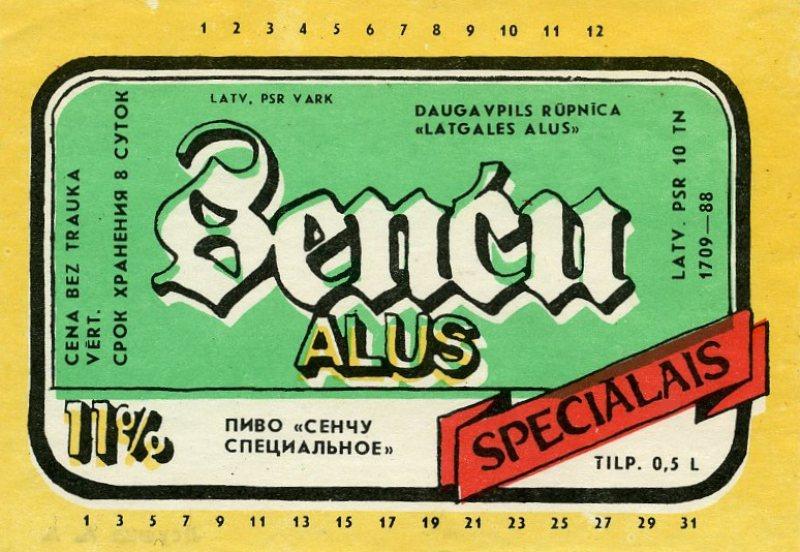 1 2 3 4 5 6 7 8 9 10 11 12
LATV, PSR VARK
DAUGAVPILS RŪPNĪCA
«LATGALES ALUS»
CENA BEZ TRAUKA
VĒRT.
СРОК ХРАНЕНИЯ 8 СУТОК
Senću
ALUS
LATV. PSR 10 TN
1709—88
SPECIALAIS
11%
ПИВО «СЕНЧУ
СПЕЦИАЛЬНОЕ»
TILP. 0,5 L
1 3 5 7 9 11 13 15 17 19 21 23 25 27 29 31